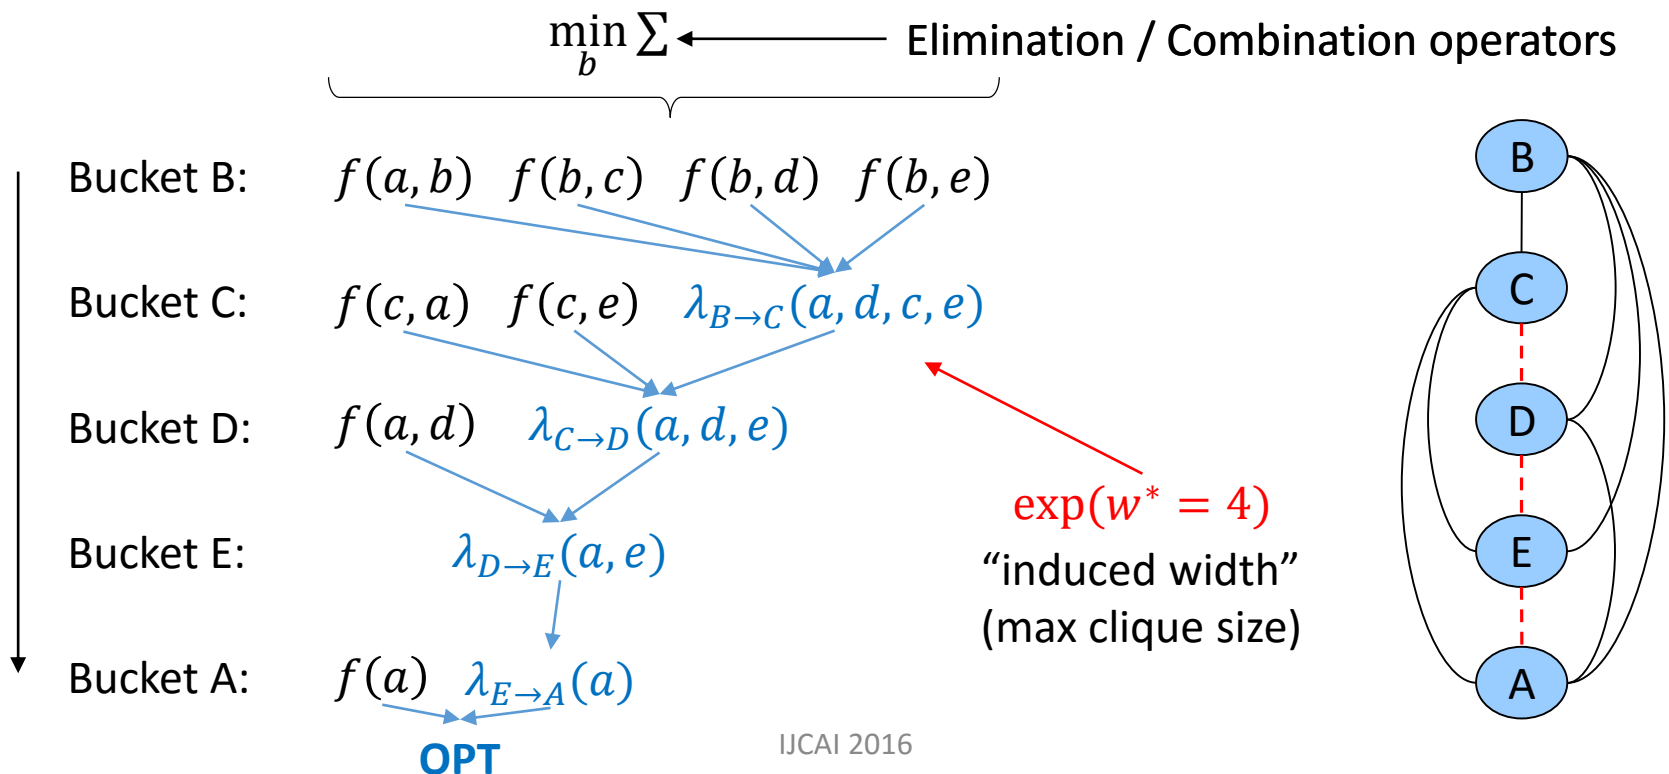 min b ∑
Elimination / Combination operators
Bucket B: f(a, b) f(b, c) f(b, d) f(b, e)
Bucket C: f(c, a) f(c, e) λ_{B→C}(a, d, c, e)
Bucket D: f(a, d) λ_{C→D}(a, d, e)
Bucket E: λ_{D→E}(a, e)
Bucket A: f(a) λ_{E→A}(a)
OPT
exp(w* = 4)
“induced width”
(max clique size)
B
C
D
E
A
IJCAI 2016